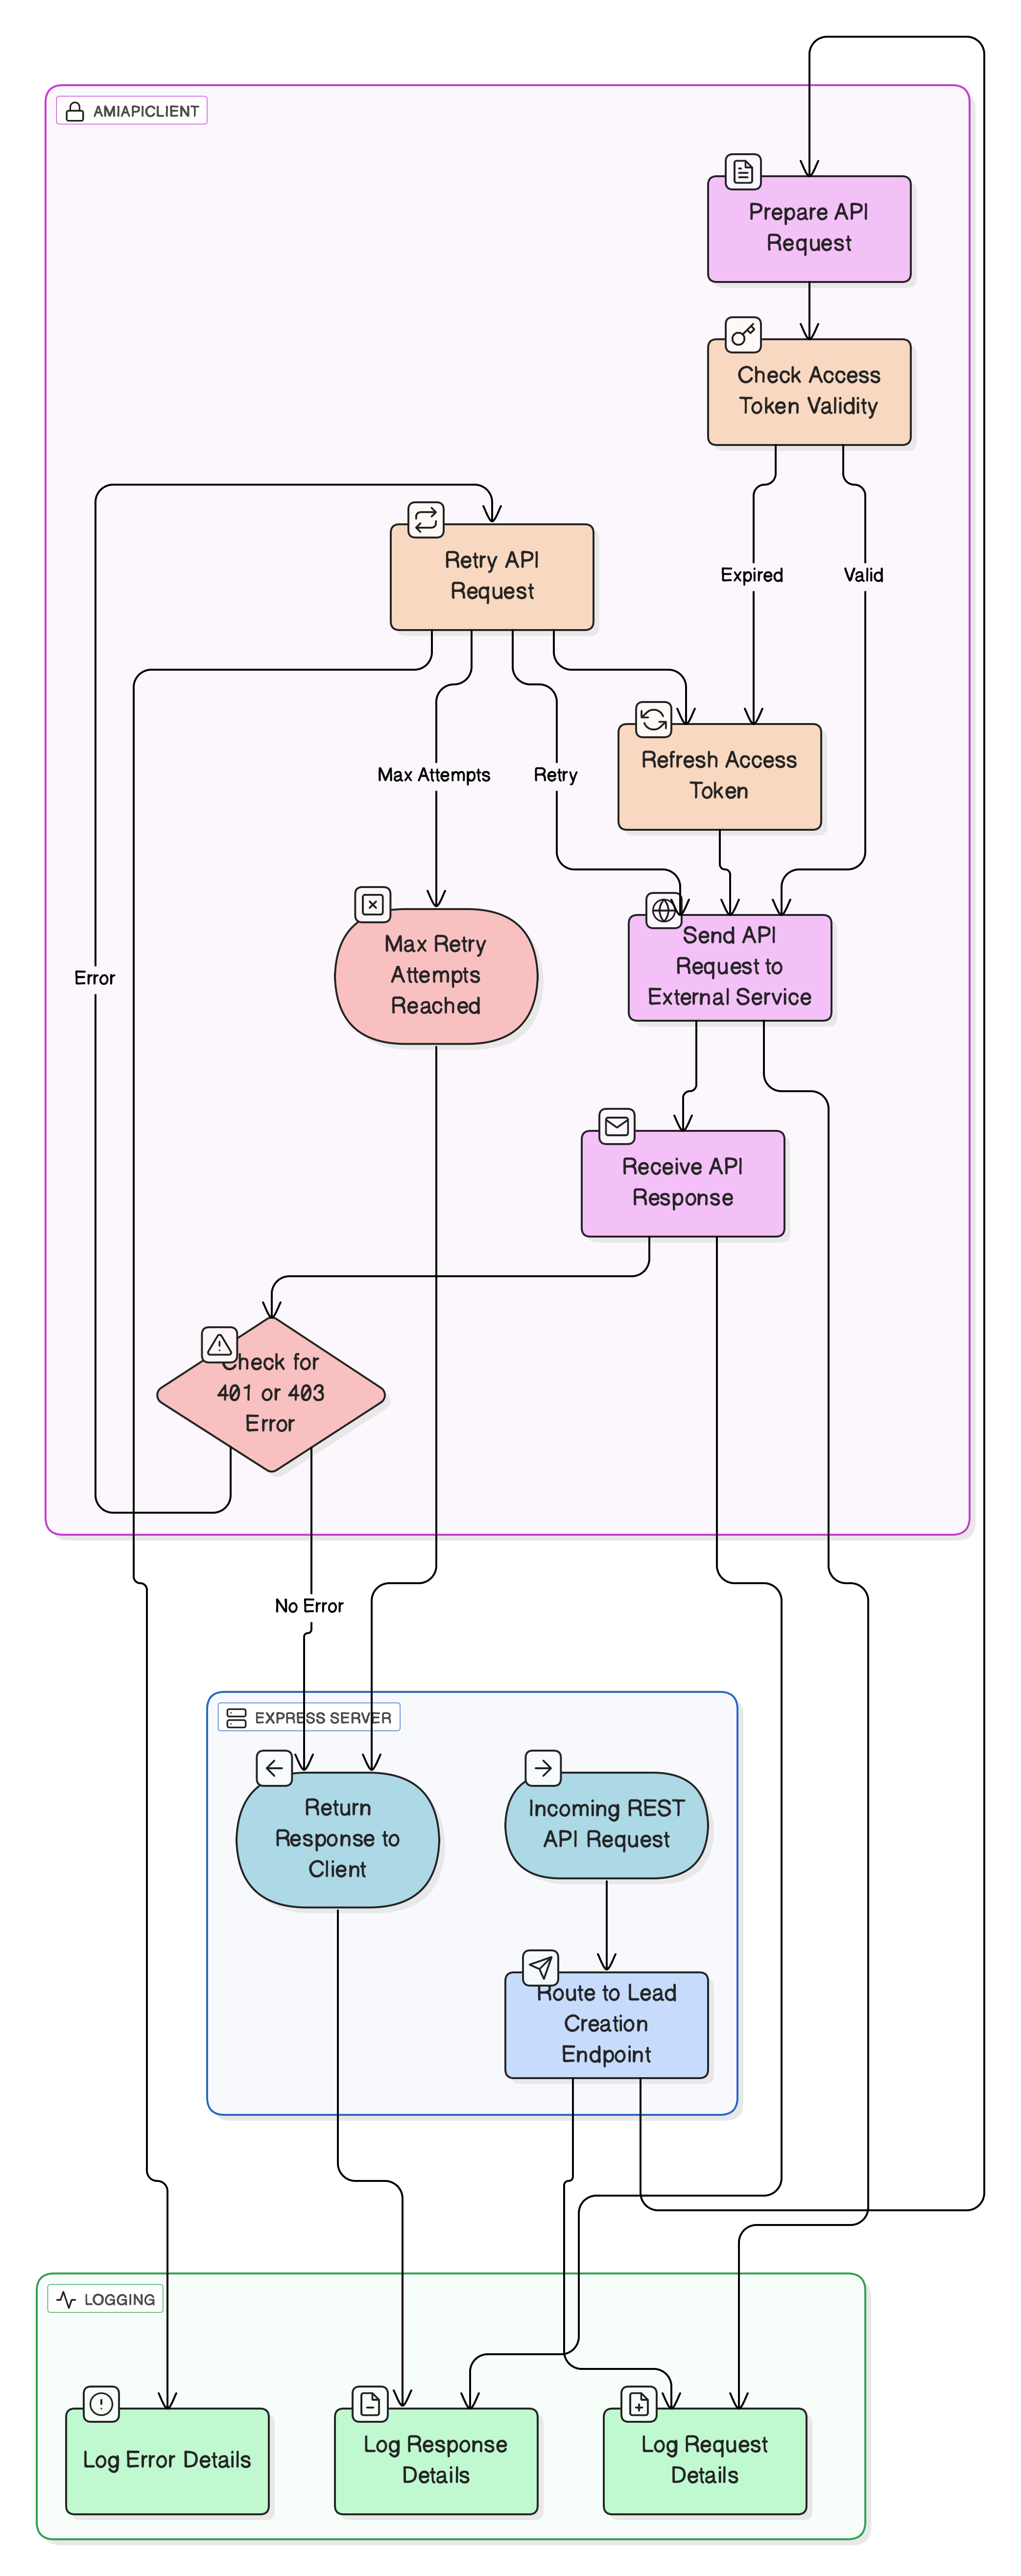 AMIAPICLIENT
Prepare API
Request
Check Access
Token Validity
Expired
Valid
Retry API
Request
Max Attempts
Retry
Refresh Access
Token
Error
Max Retry
Attempts
Reached
Send API
Request to
External Service
Receive API
Response
Check for
401 or 403
Error
No Error
EXPRESS SERVER
Return
Response to
Client
Incoming REST
API Request
Route to Lead
Creation
Endpoint
LOGGING
Log Error Details
Log Response
Details
Log Request
Details